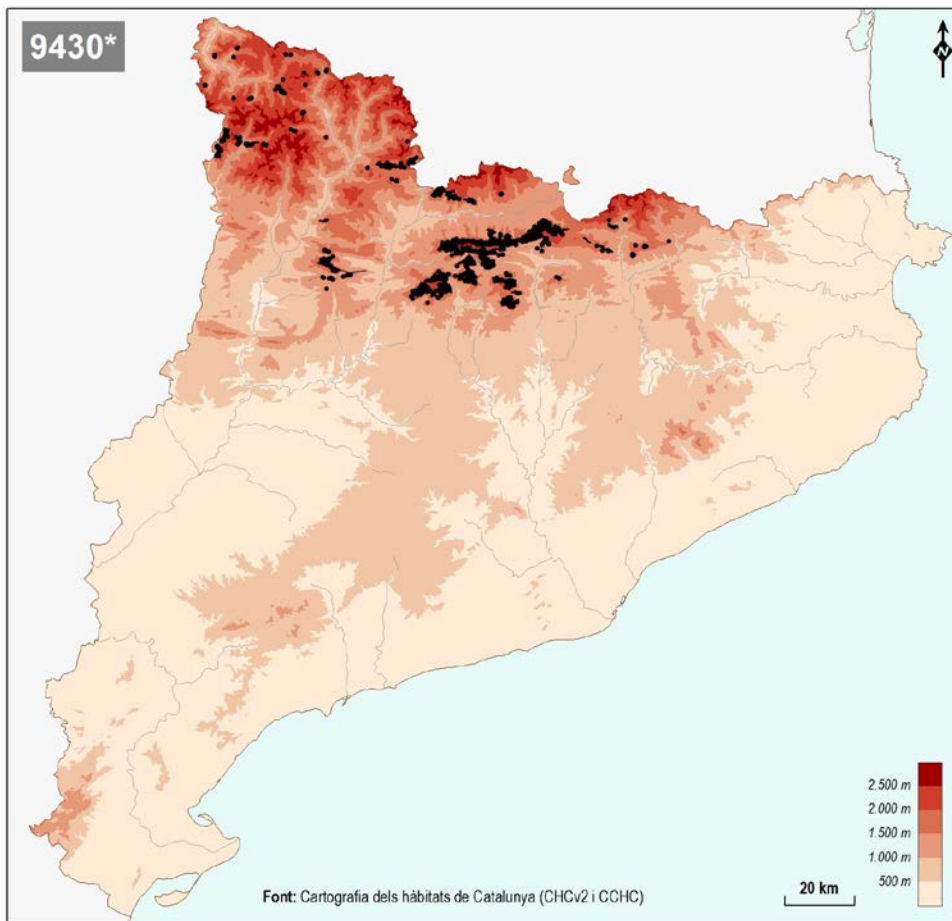 9430*
N
2.500 m
2.000 m
1.500 m
1.000 m
500 m
20 km
Font: Cartografia dels hàbitats de Catalunya (CHCv2 i CCHC)